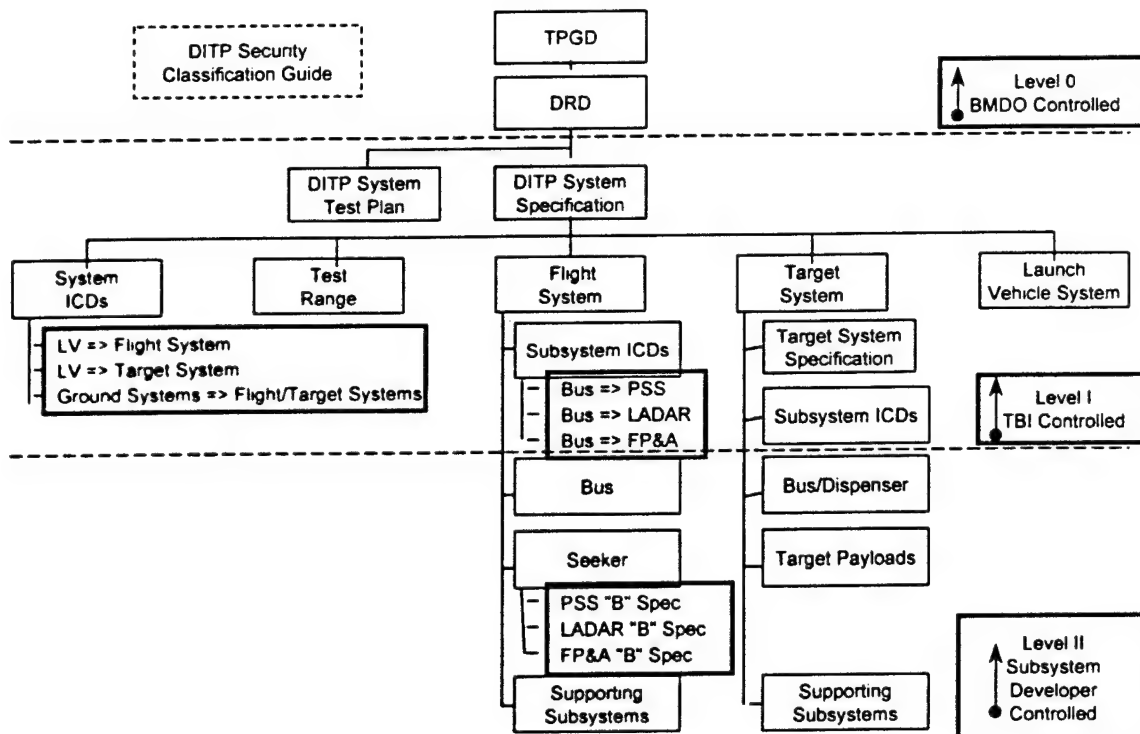 DITP Security
Classification Guide
TPGD
DRD
Level 0
BMDO Controlled
DITP System
Test Plan
DITP System
Specification
System
ICDs
Test
Range
Flight
System
Target
System
Launch
Vehicle System
LV => Flight System
LV => Target System
Ground Systems => Flight/Target Systems
Subsystem ICDs
Bus => PSS
Bus => LADAR
Bus => FP&A
Target System
Specification
Subsystem ICDs
Level I
TBI Controlled
Bus
Seeker
PSS "B" Spec
LADAR "B" Spec
FP&A "B" Spec
Supporting
Subsystems
Bus/Dispenser
Target Payloads
Supporting
Subsystems
Level II
Subsystem
Developer
Controlled